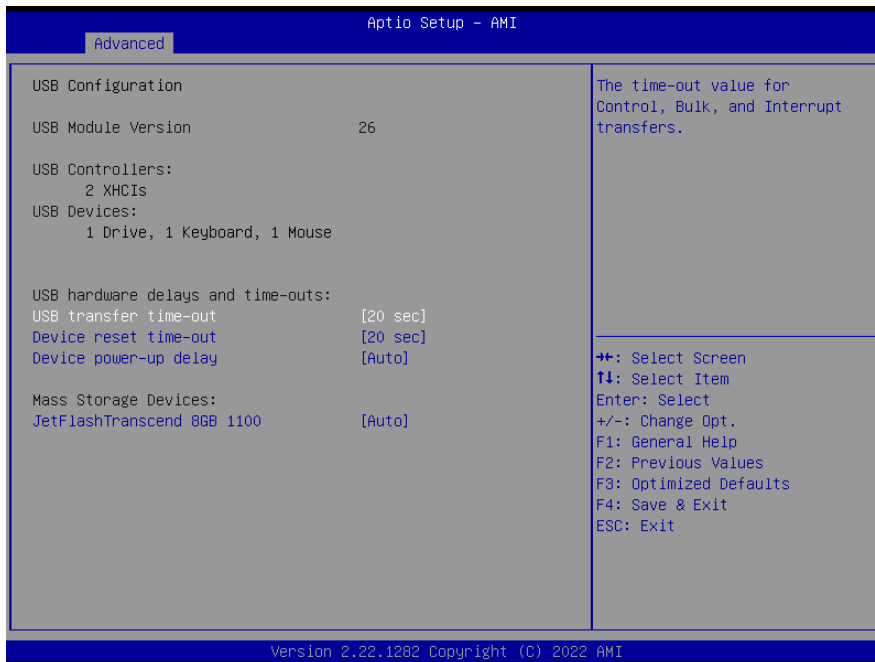 Aptio Setup – AMI
Advanced
USB Configuration
USB Module Version 26
USB Controllers:
2 XHCIs
USB Devices:
1 Drive, 1 Keyboard, 1 Mouse
USB hardware delays and time-outs:
USB transfer time-out [20 sec]
Device reset time-out [20 sec]
Device power-up delay [Auto]
Mass Storage Devices:
JetFlashTranscend 8GB 1100 [Auto]
The time-out value for
Control, Bulk, and Interrupt
transfers.
→←: Select Screen
↑↓: Select Item
Enter: Select
+/-: Change Opt.
F1: General Help
F2: Previous Values
F3: Optimized Defaults
F4: Save & Exit
ESC: Exit
Version 2.22.1282 Copyright (C) 2022 AMI